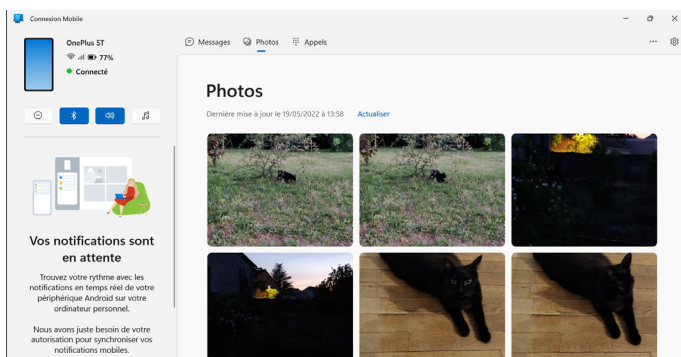 Connexion Mobile
OnePlus 5T
77%
Connecté
Messages
Photos
Appels
Photos
Dernière mise à jour le 19/05/2022 à 13:58
Actualiser
Vos notifications sont
en attente
Trouvez votre rythme avec les
notifications en temps réel de votre
périphérique Android sur votre
ordinateur personnel.
Nous avons juste besoin de votre
autorisation pour synchroniser vos
notifications mobiles.